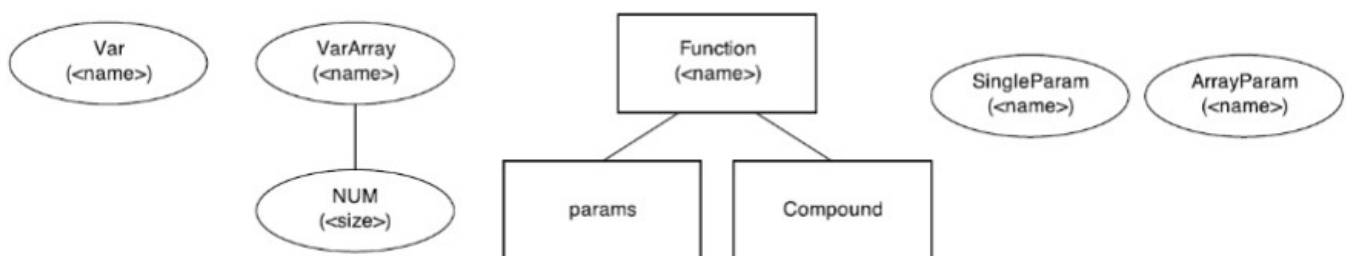 Var
(<name>)
VarArray
(<name>)
NUM
(<size>)
Function
(<name>)
params
Compound
SingleParam
(<name>)
ArrayParam
(<name>)